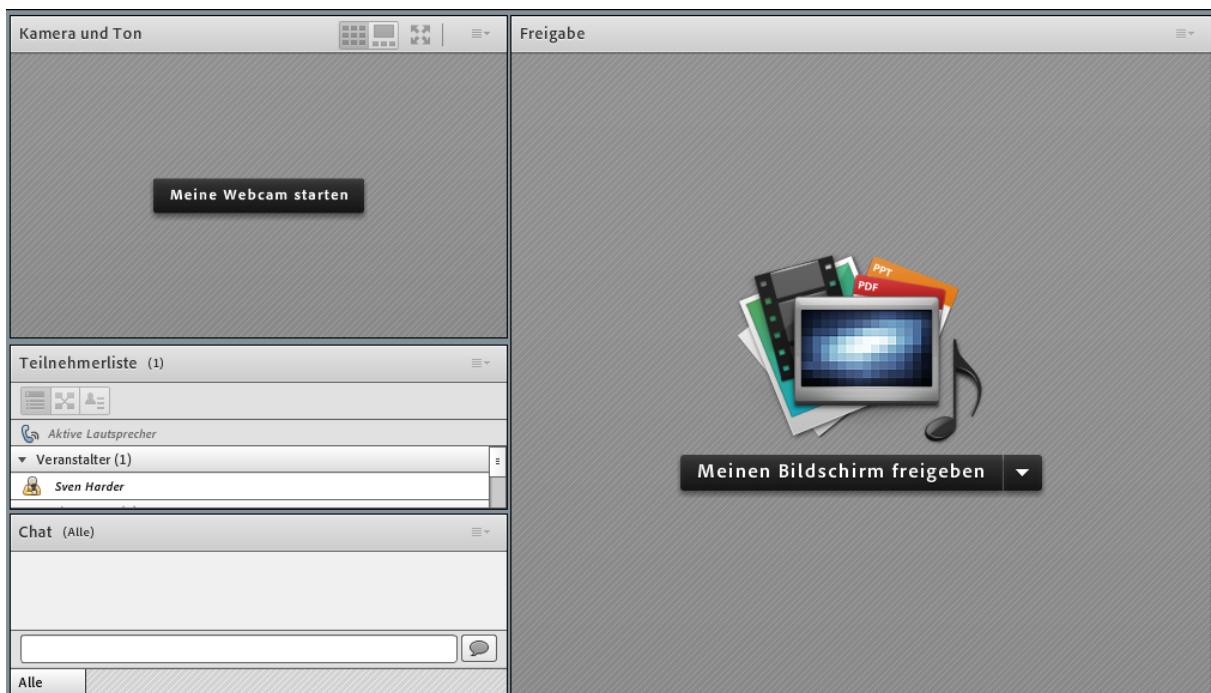 Kamera und Ton
Meine Webcam starten
Teilnehmerliste (1)
Aktive Lautsprecher
Veranstalter (1)
Sven Harder
Chat (Alle)
Alle
Freigabe
PPT
PDF
Meinen Bildschirm freigeben